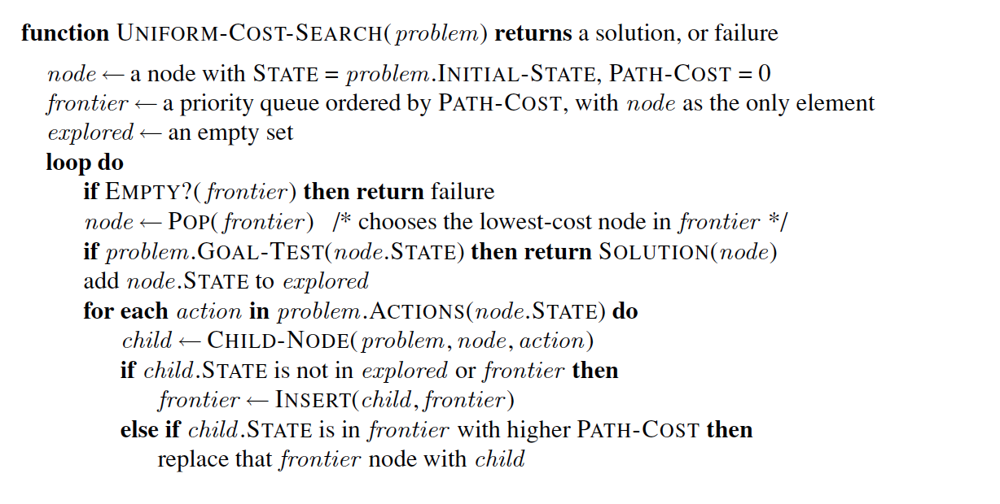 function UNIFORM-COST-SEARCH(problem) returns a solution, or failure
node ← a node with STATE = problem.INITIAL-STATE, PATH-COST = 0
frontier ← a priority queue ordered by PATH-COST, with node as the only element
explored ← an empty set
loop do
if EMPTY?(frontier) then return failure
node ← POP(frontier) /* chooses the lowest-cost node in frontier */
if problem.GOAL-TEST(node.STATE) then return SOLUTION(node)
add node.STATE to explored
for each action in problem.ACTIONS(node.STATE) do
child ← CHILD-NODE(problem, node, action)
if child.STATE is not in explored or frontier then
frontier ← INSERT(child, frontier)
else if child.STATE is in frontier with higher PATH-COST then
replace that frontier node with child